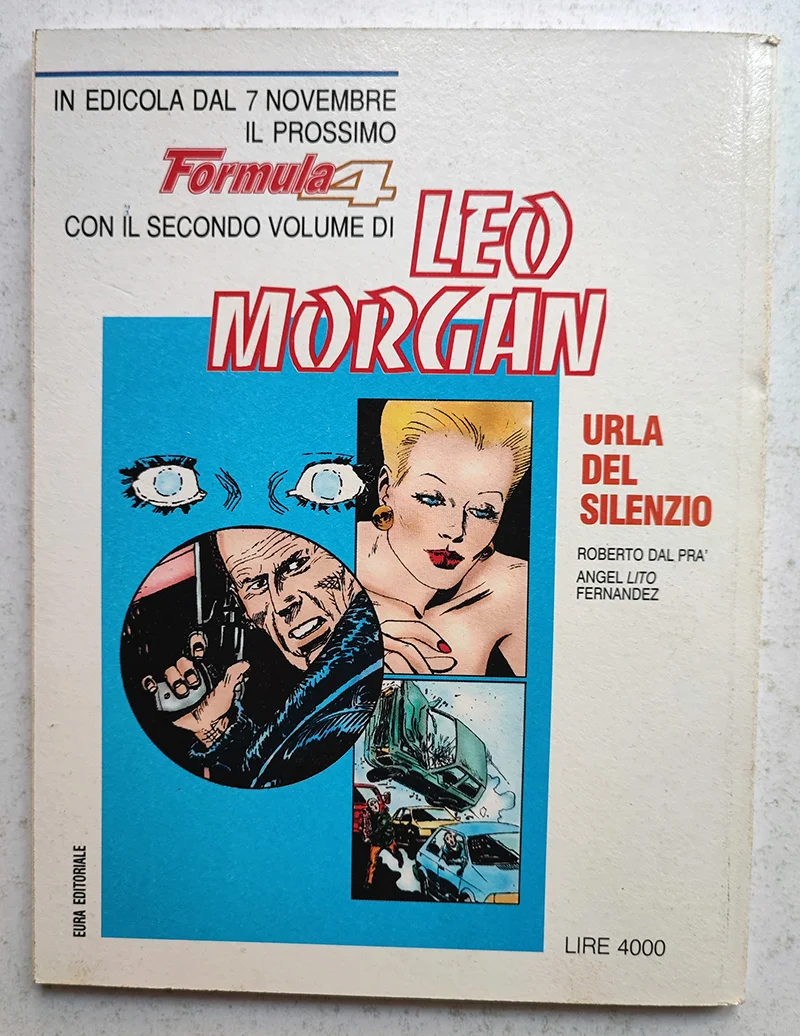 IN EDICOLA DAL 7 NOVEMBRE
IL PROSSIMO
Formula4
CON IL SECONDO VOLUME DI
LEO
MORGAN
URLA
DEL
SILENZIO
ROBERTO DAL PRA'
ANGEL LITO
FERNANDEZ
EURA EDITORIALE
LIRE 4000